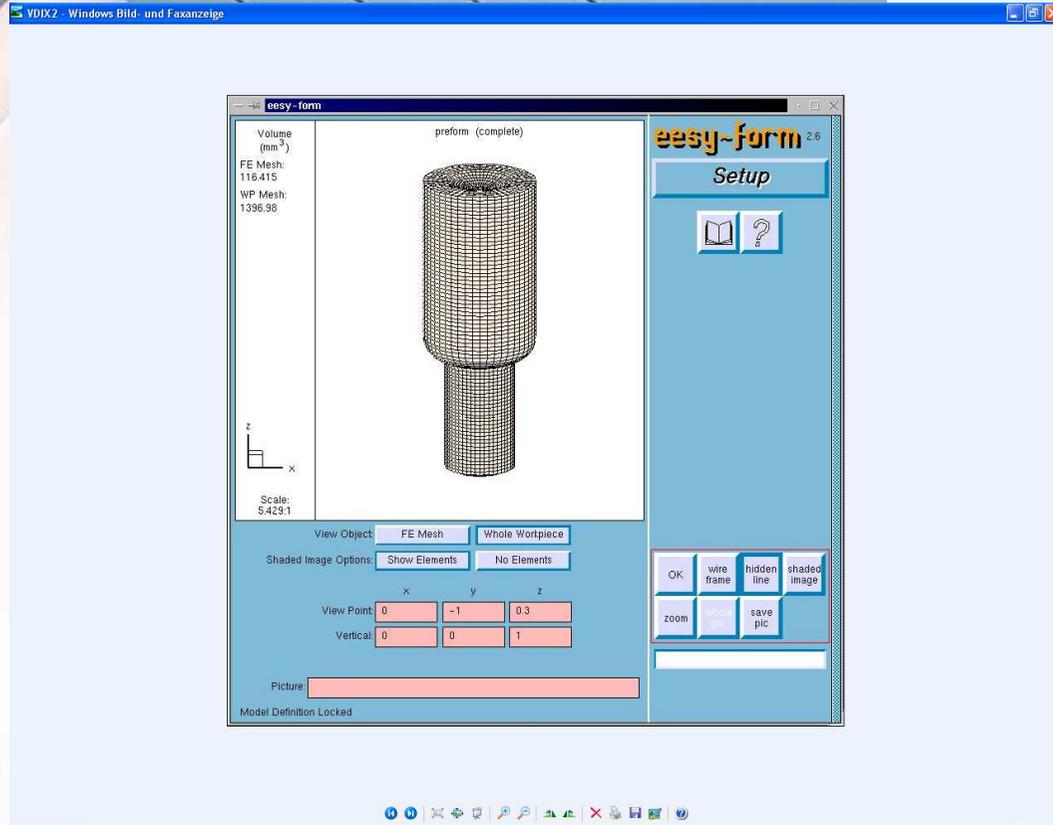 VDIX2 - Windows Bild- und Faxanzeige
eesy-form
Volume
(mm3)
FE Mesh:
116.415
WP Mesh:
1396.98
preform (complete)
z
x
Scale:
5.429:1
eesy-form 2.6
Setup
?
View Object: FE Mesh Whole Workpiece
Shaded Image Options: Show Elements No Elements
x y z
View Point: 0 -1 0.3
Vertical: 0 0 1
Picture:
Model Definition Locked
OK wire frame hidden line shaded image
zoom whole pic save pic